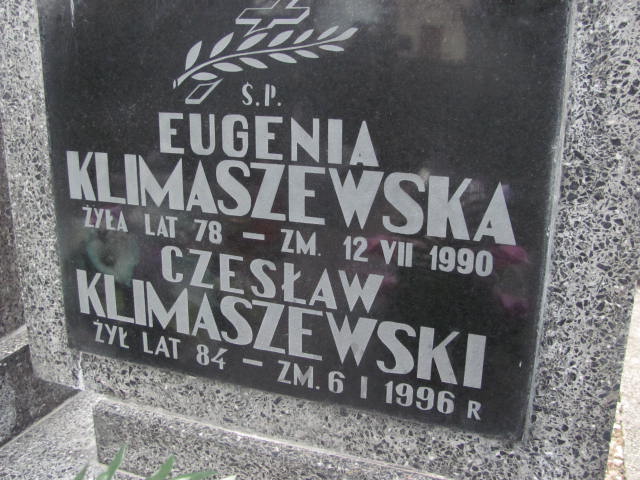 Ś.P.
EUGENIA
KLIMASZEWSKA
ŻYŁA LAT 78 – ZM. 12 VII 1990
CZESŁAW
KLIMASZEWSKI
ŻYŁ LAT 84 – ZM. 6 I 1996 R